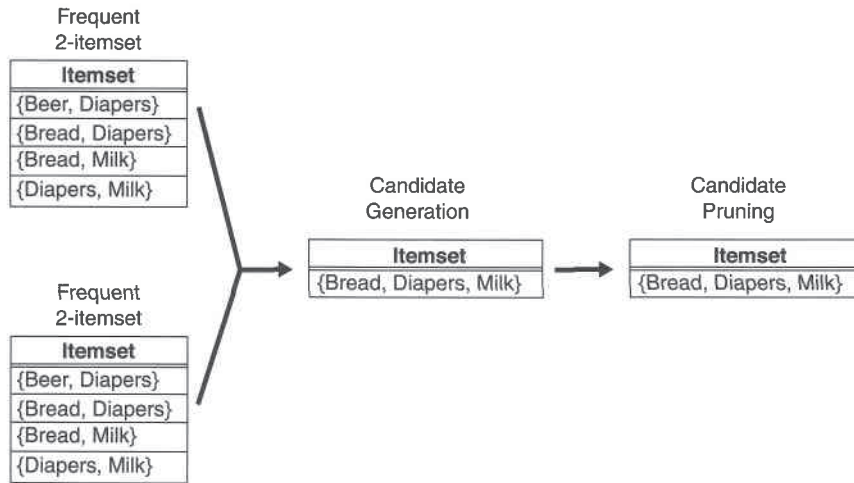 Frequent
2-itemset
Itemset
{Beer, Diapers}
{Bread, Diapers}
{Bread, Milk}
{Diapers, Milk}
Candidate
Generation
Itemset
{Bread, Diapers, Milk}
Candidate
Pruning
Itemset
{Bread, Diapers, Milk}
Frequent
2-itemset
Itemset
{Beer, Diapers}
{Bread, Diapers}
{Bread, Milk}
{Diapers, Milk}